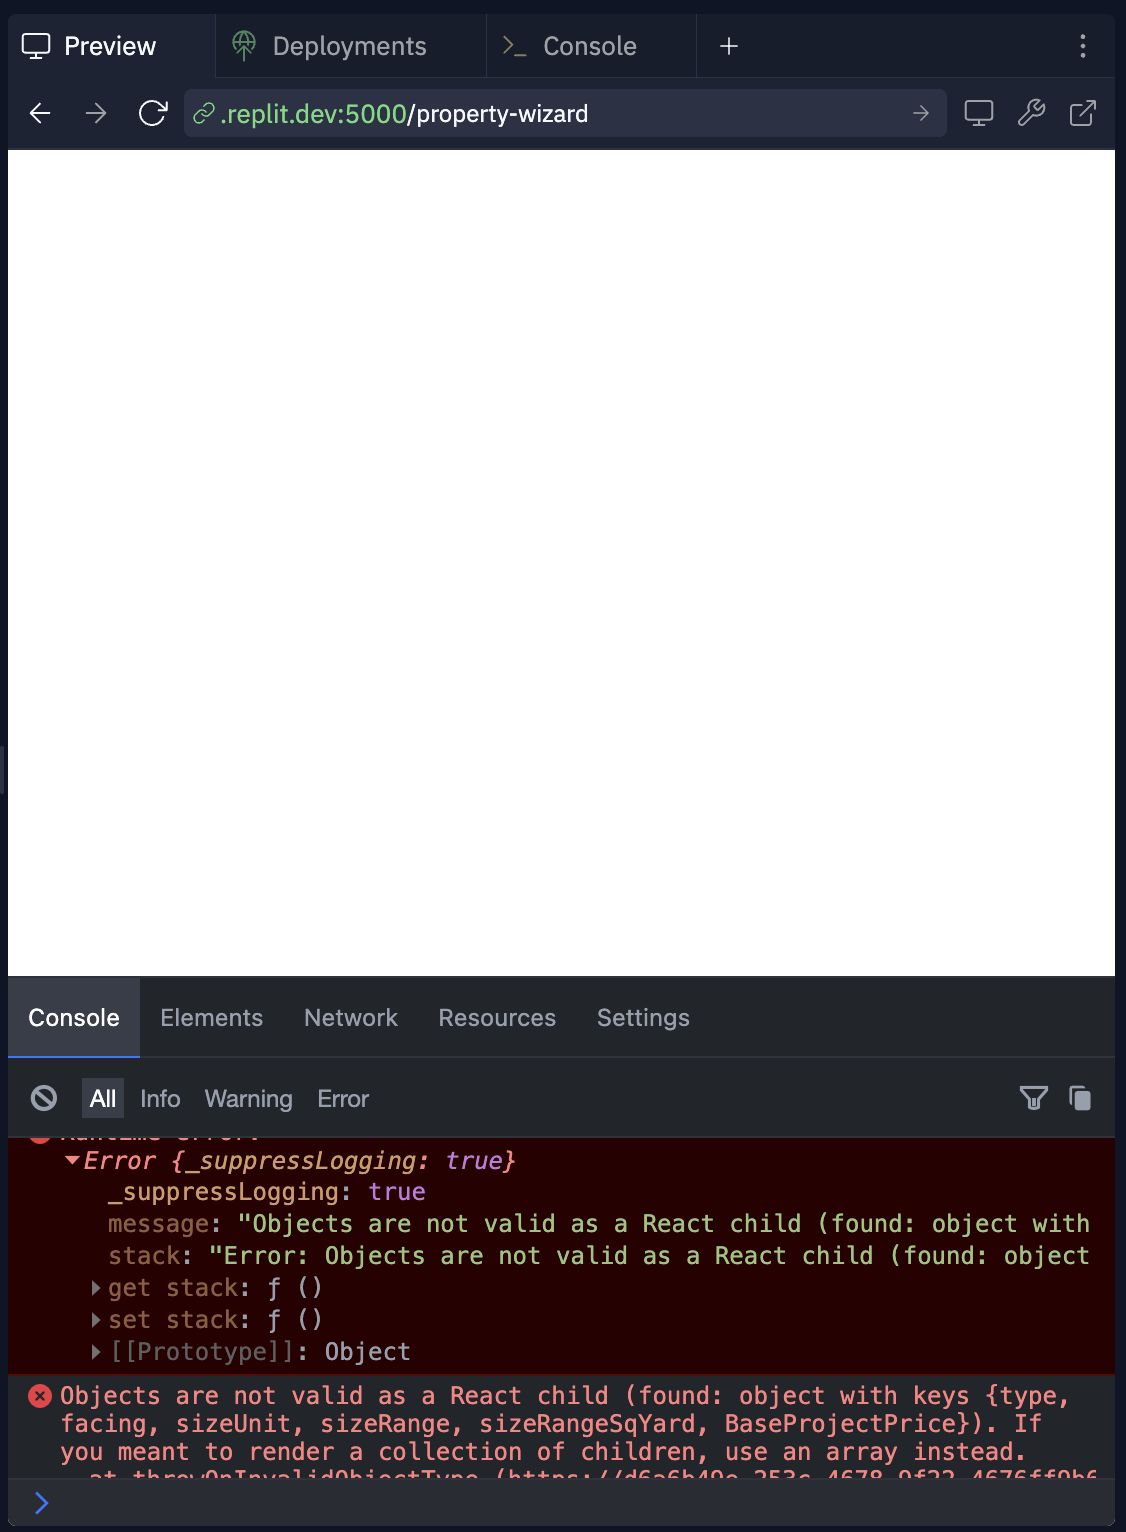 Preview
Deployments
Console
.replit.dev:5000/property-wizard
Console
Elements
Network
Resources
Settings
All
Info
Warning
Error
Runtime error:
Error {_suppressLogging: true}
_suppressLogging: true
message: "Objects are not valid as a React child (found: object with
stack: "Error: Objects are not valid as a React child (found: object
get stack: ƒ ()
set stack: ƒ ()
[[Prototype]]: Object
Objects are not valid as a React child (found: object with keys {type,
facing, sizeUnit, sizeRange, sizeRangeSqYard, BaseProjectPrice}). If
you meant to render a collection of children, use an array instead.
at throwOnInvalidObjectType